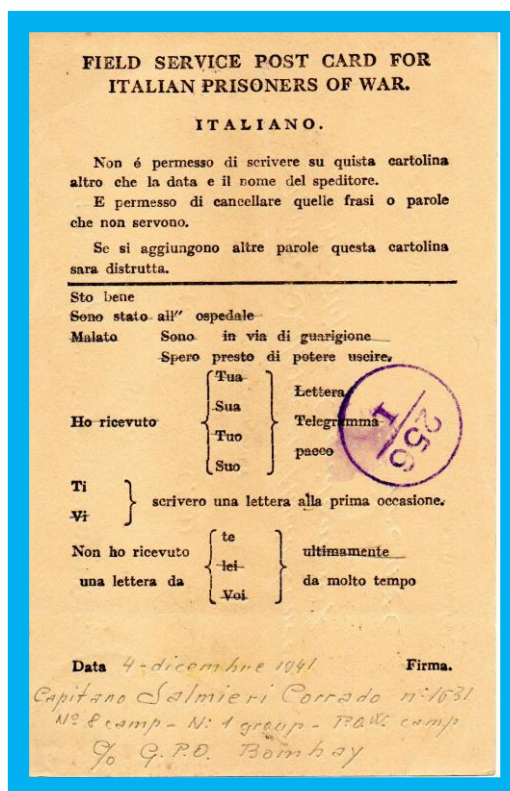 FIELD SERVICE POST CARD FOR
ITALIAN PRISONERS OF WAR.
ITALIANO.
Non é permesso di scrivere su quista cartolina
altro che la data e il nome del speditore.
E permesso di cancellare quelle frasi o parole
che non servono.
Se si aggiungono altre parole questa cartolina
sara distrutta.
Sto bene
Sono stato all" ospedale
Malato Sono in via di guarigione
Spero presto di potere uscire.
Tua
Lettera
Sua
Ho ricevuto
Telegramma
Tuo
pacco
Suo
256
I
Ti
scrivero una lettera alla prima occasione.
Vi
Non ho ricevuto
te
ultimamente
lei
una lettera da
da molto tempo
Voi
Data 4-dicembre 1941 Firma.
Capitano Salmieri Corrado n: 1631
Nº 8 camp - N: 1 group - P.O.W. camp
c/o G.P.O. Bombay